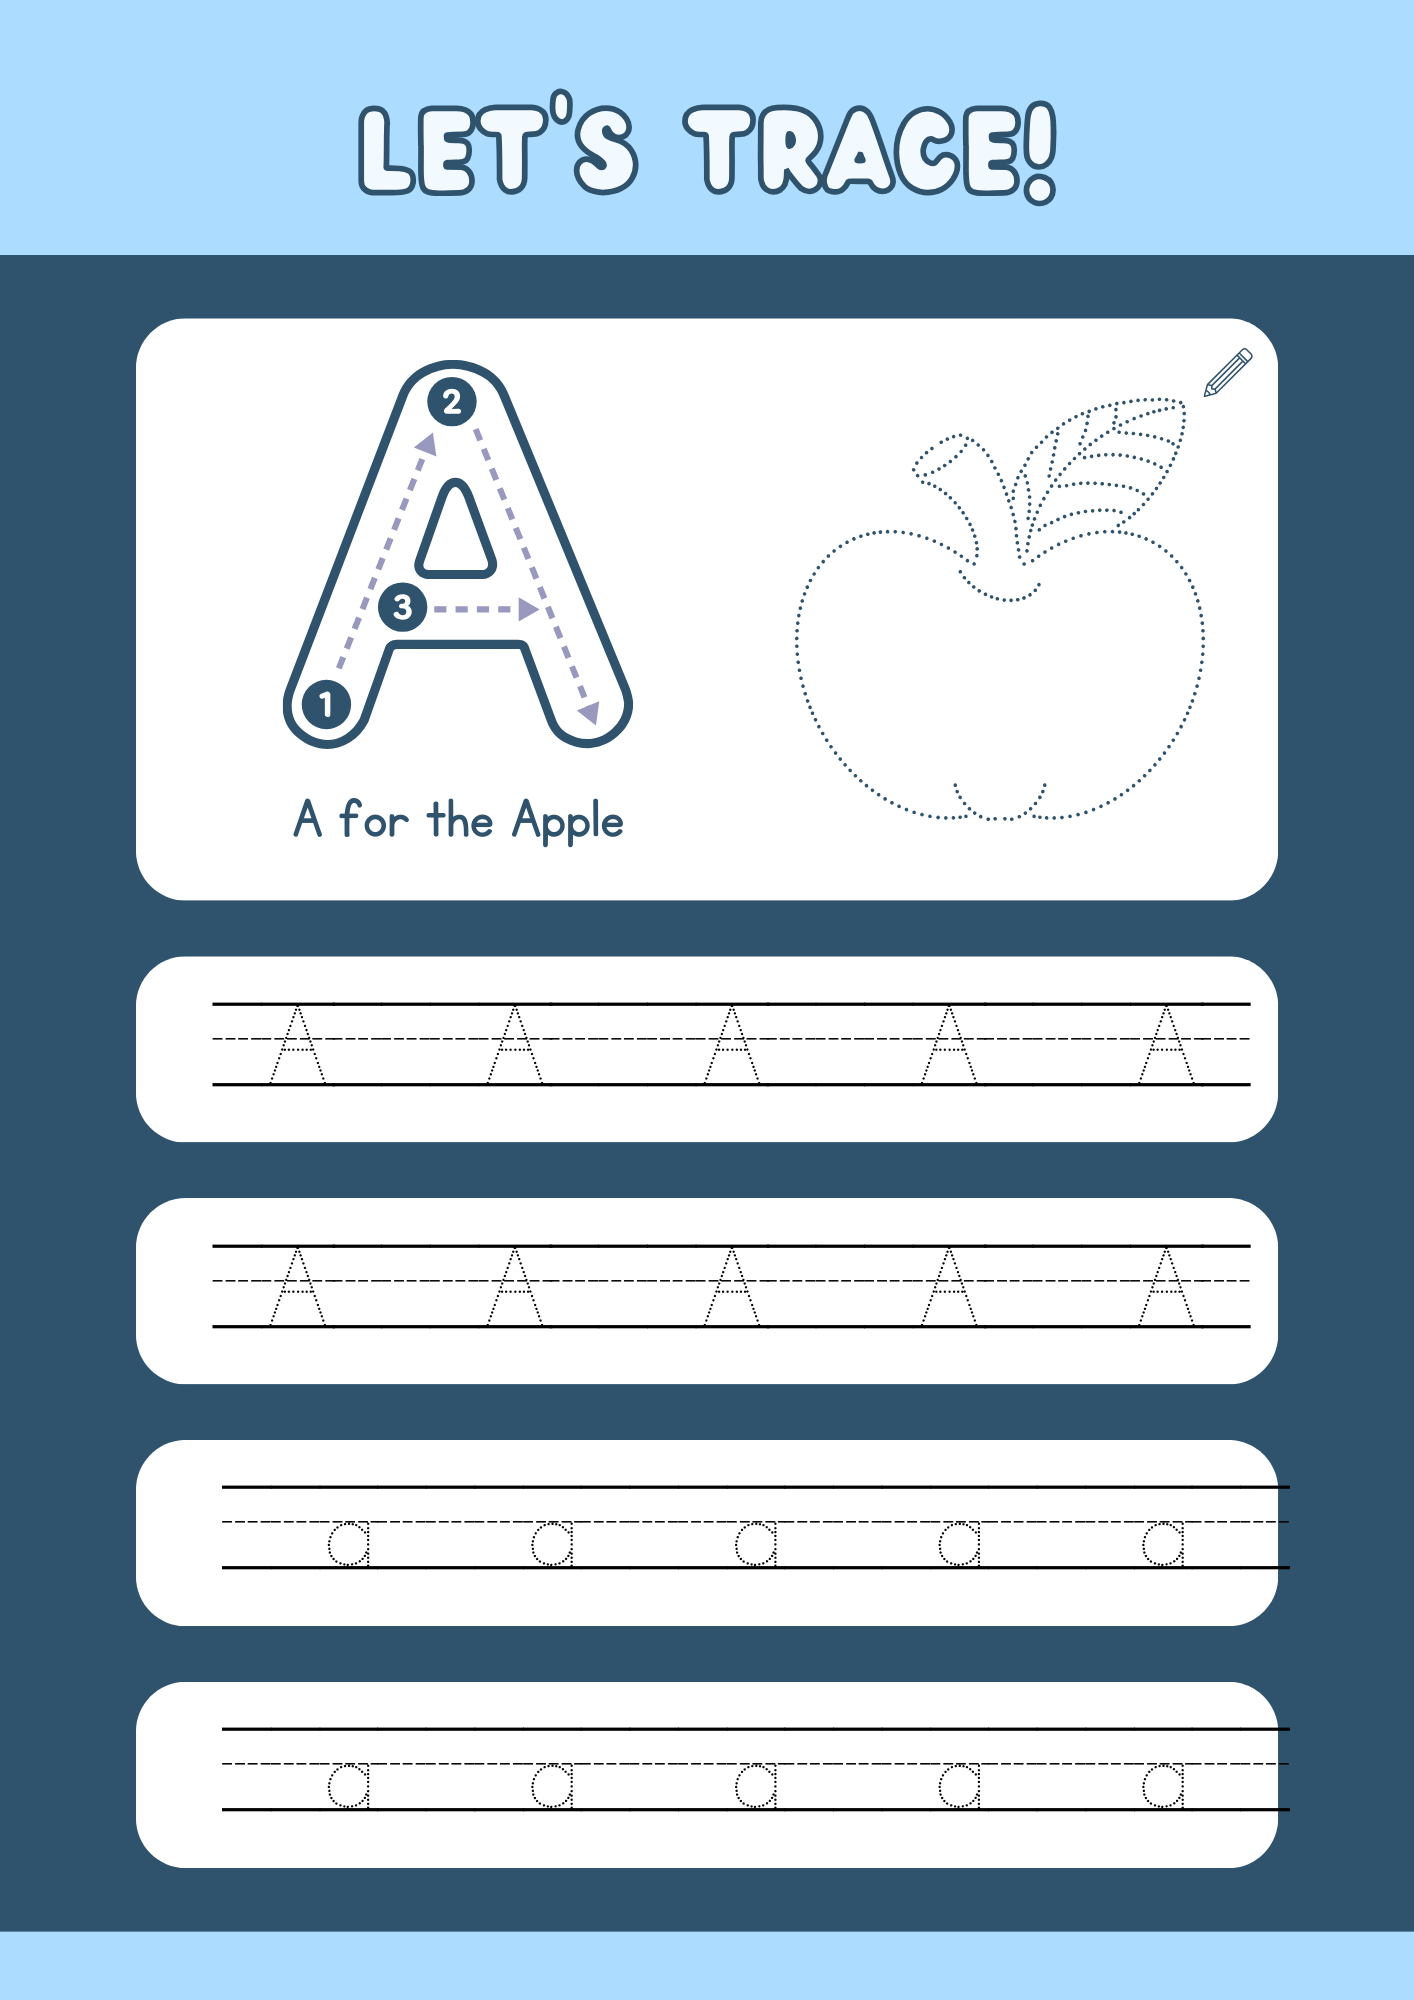 LET'S TRACE!
2
3
1
A for the Apple
A A A A A
A A A A A
a a a a a
a a a a a